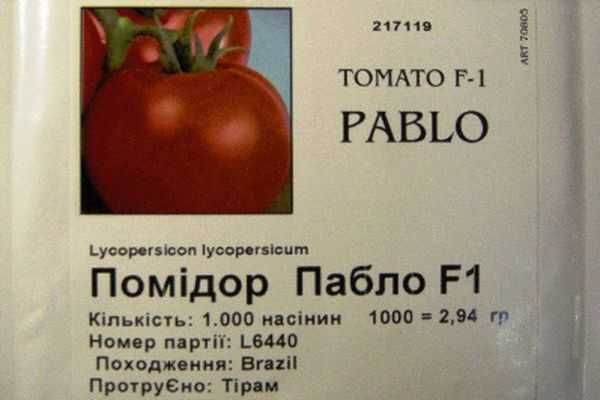 217119
ART 70805
TOMATO F-1
PABLO
Lycopersicon lycopersicum
Помідор Пабло F1
Кількість: 1.000 насінин 1000 = 2,94 гр
Номер партії: L6440
Походження: Brazil
ПротруЄно: Тірам